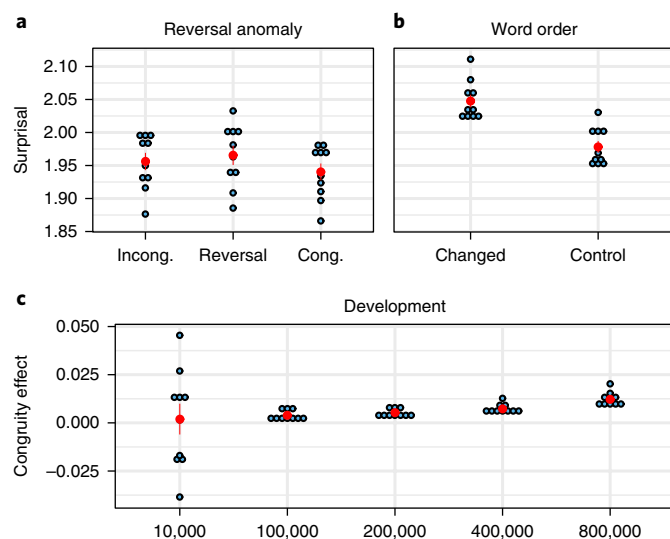 a
Reversal anomaly
b
Word order
Surprisal
2.10
2.05
2.00
1.95
1.90
1.85
Incong.
Reversal
Cong.
Changed
Control
c
Development
Congruity effect
0.050
0.025
0.000
–0.025
10,000
100,000
200,000
400,000
800,000